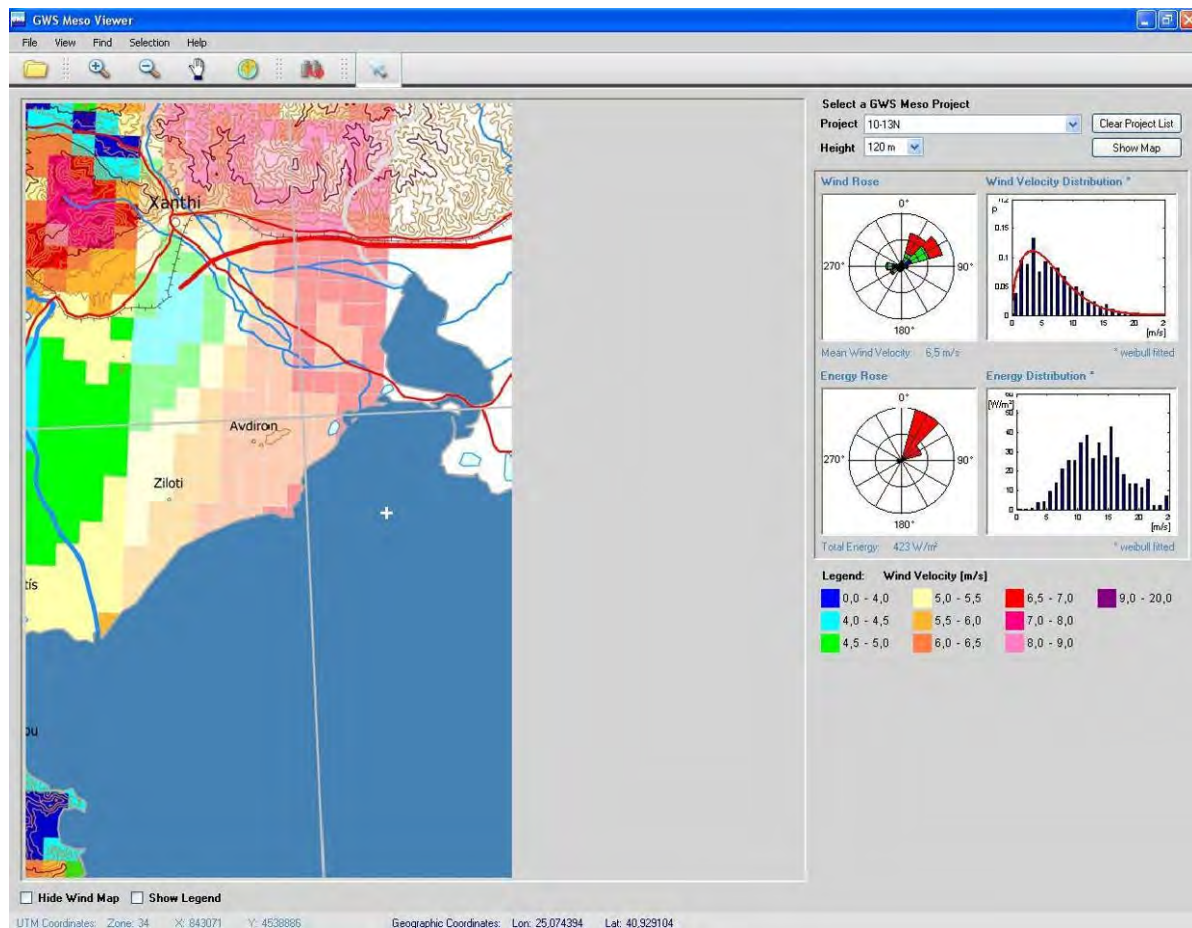 GWS Meso Viewer
File View Find Selection Help
Select a GWS Meso Project
Project 10-13N Clear Project List
Height 120 m Show Map
Wind Rose Wind Velocity Distribution *
0°
270° 90°
180°
p
0.15
0.1
0.05
0 5 10 15 20
[m/s]
Mean Wind Velocity: 6,5 m/s * weibull fitted
Energy Rose Energy Distribution *
0°
270° 90°
180°
[W/m²]
40
30
20
10
0
0 5 10 15 20
[m/s]
Total Energy: 423 W/m² * weibull fitted
Legend: Wind Velocity [m/s]
0,0 - 4,0 5,0 - 5,5 6,5 - 7,0 9,0 - 20,0
4,0 - 4,5 5,5 - 6,0 7,0 - 8,0
4,5 - 5,0 6,0 - 6,5 8,0 - 9,0
Xanthi
Avdiron
Ziloti
tís
ou
Hide Wind Map Show Legend
UTM Coordinates: Zone: 34 X: 843071 Y: 4538886 Geographic Coordinates: Lon: 25,074394 Lat: 40,929104